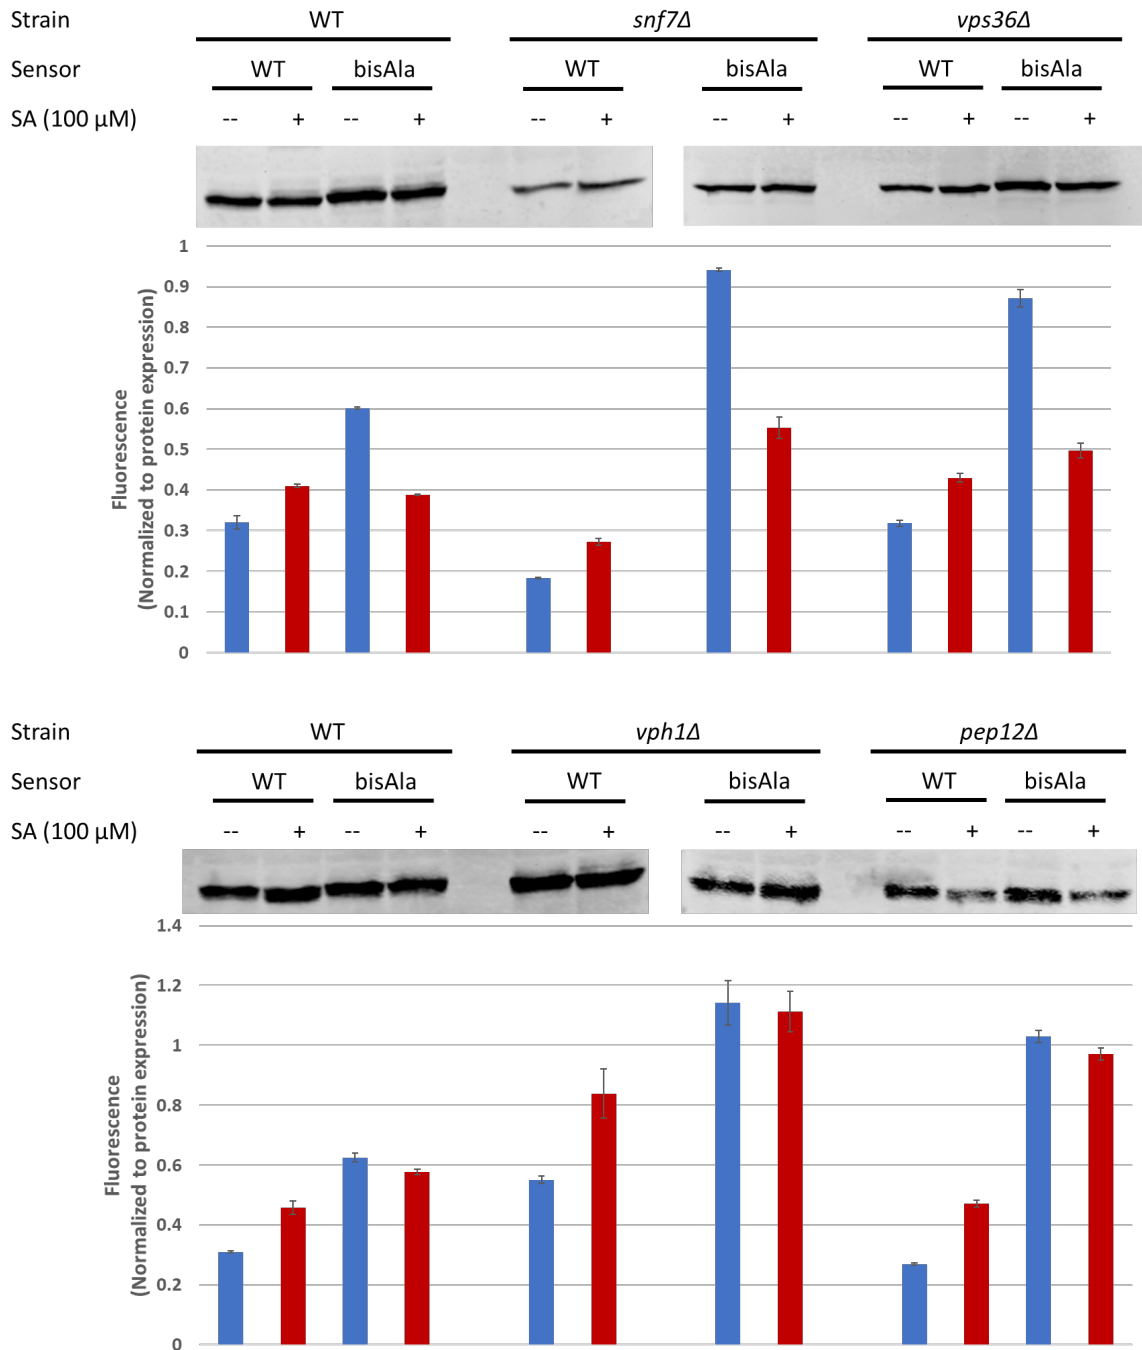 Strain WT snf7Δ vps36Δ
Sensor WT bisAla WT bisAla WT bisAla
SA (100 µM) -- + -- + -- + -- + -- + -- +
1
0.9
0.8
0.7
0.6
0.5
0.4
0.3
0.2
0.1
0
Fluorescence
(Normalized to protein expression)
Strain WT vph1Δ pep12Δ
Sensor WT bisAla WT bisAla WT bisAla
SA (100 µM) -- + -- + -- + -- + -- + -- +
1.4
1.2
1
0.8
0.6
0.4
0.2
0
Fluorescence
(Normalized to protein expression)